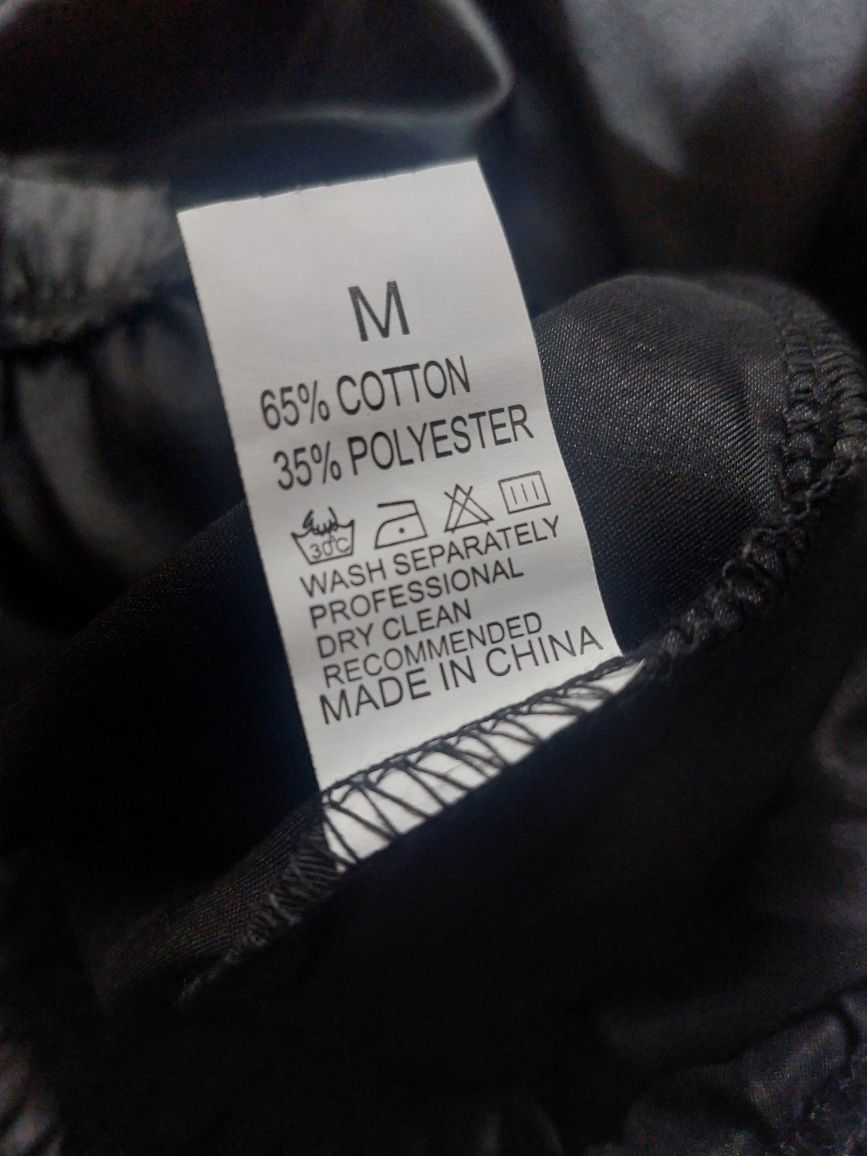 M
65% COTTON
35% POLYESTER
30°C
WASH SEPARATELY
PROFESSIONAL
DRY CLEAN
RECOMMENDED
MADE IN CHINA